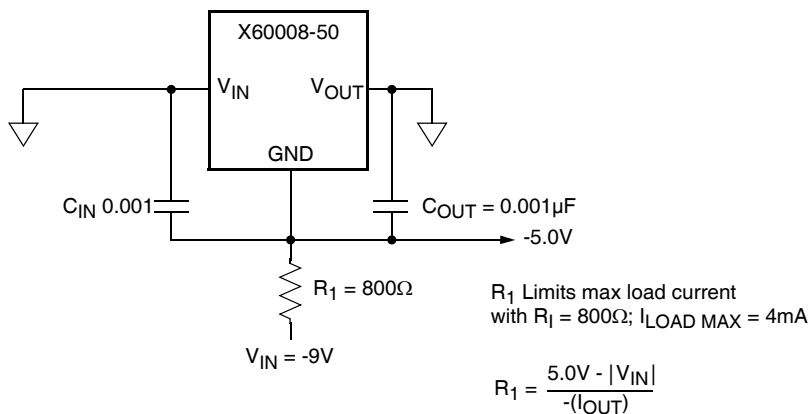 X60008-50
VIN VOUT
GND
CIN 0.001
COUT = 0.001µF
-5.0V
R1 = 800Ω
VIN = -9V
R1 Limits max load current
with RI = 800Ω; ILOAD MAX = 4mA
R1 = 5.0V - |VIN|
-(IOUT)